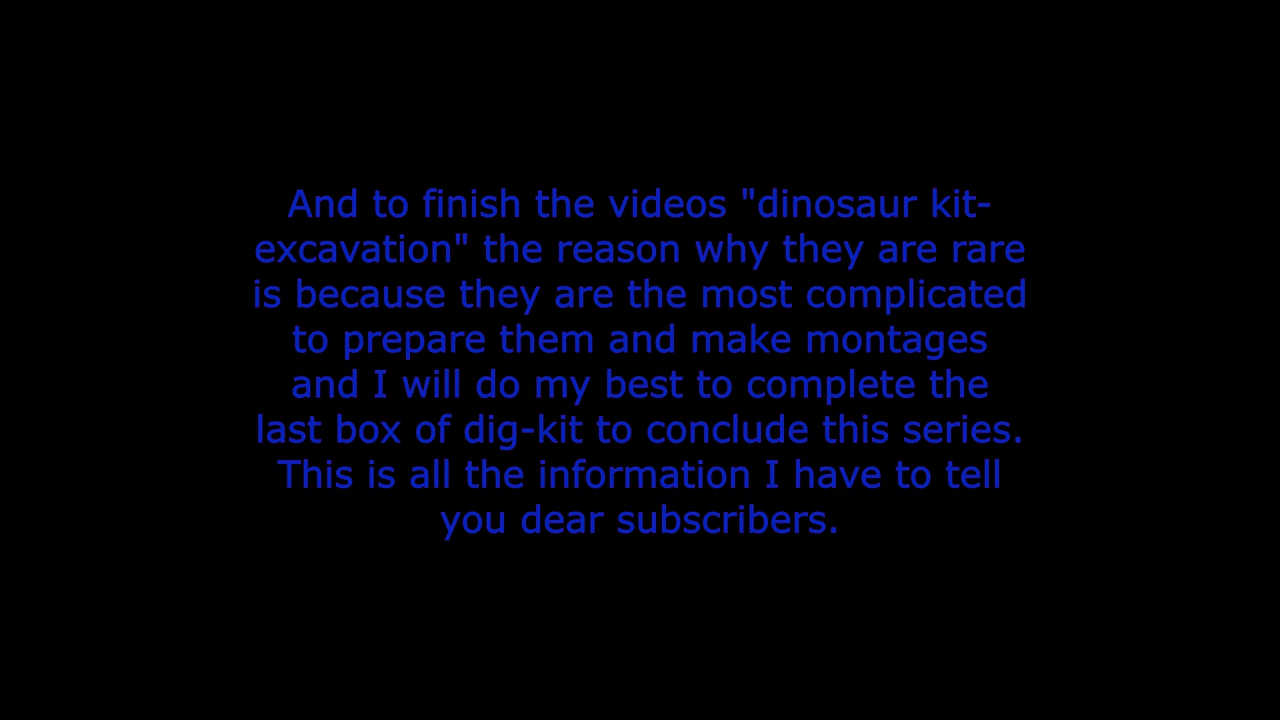 And to finish the videos "dinosaur kit-
excavation" the reason why they are rare
is because they are the most complicated
to prepare them and make montages
and I will do my best to complete the
last box of dig-kit to conclude this series.
This is all the information I have to tell
you dear subscribers.